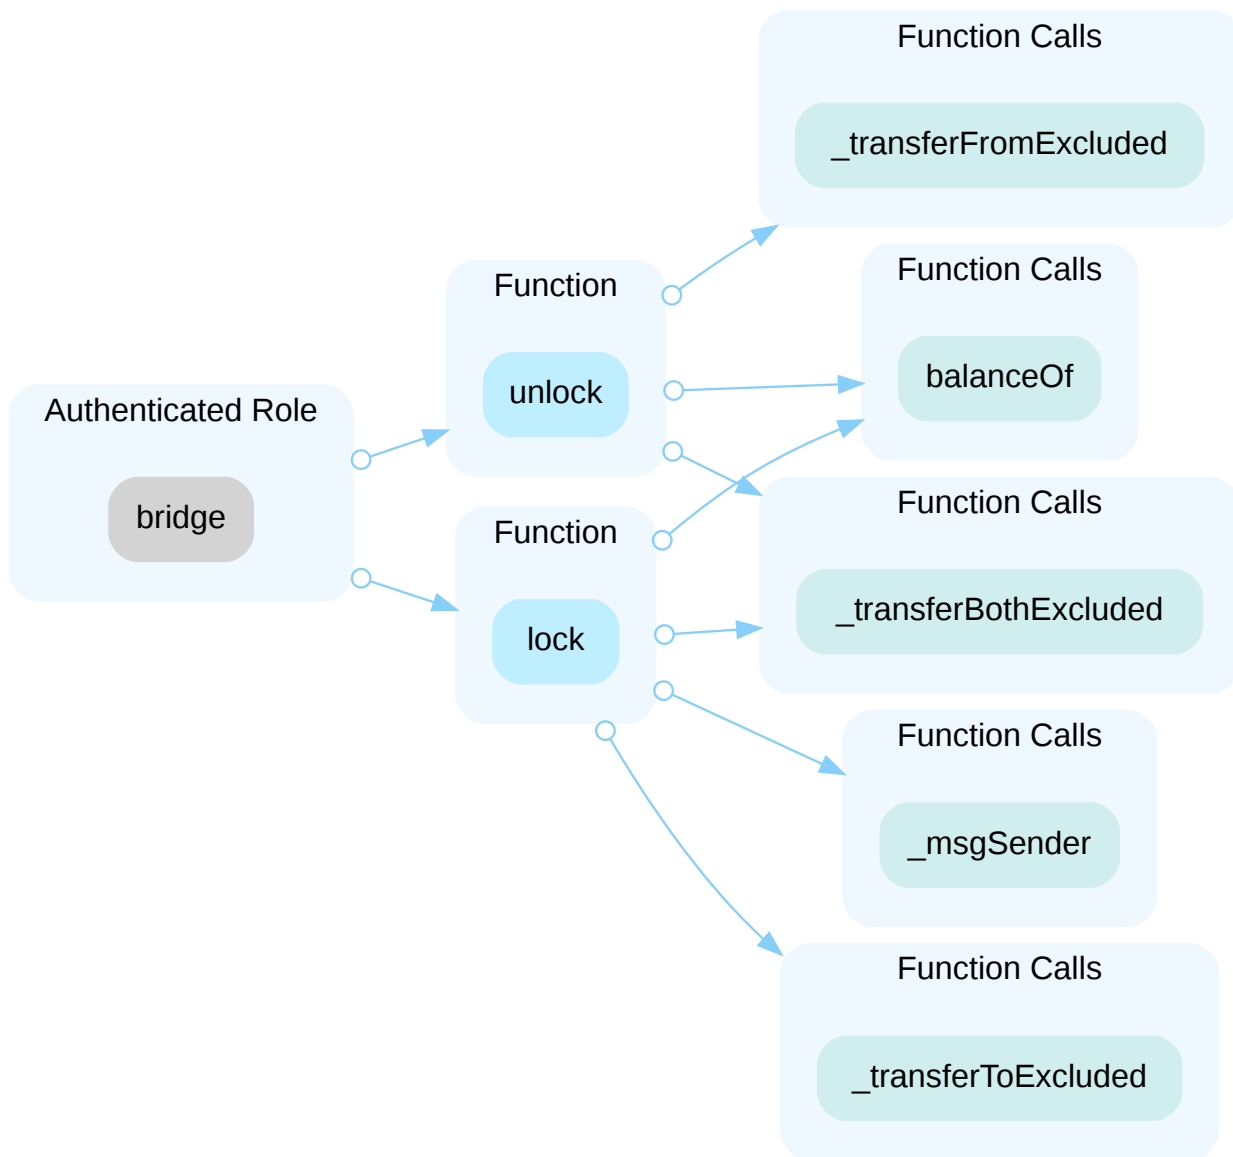 Authenticated Role
bridge
Function
unlock
Function
lock
Function Calls
_transferFromExcluded
Function Calls
balanceOf
Function Calls
_transferBothExcluded
Function Calls
_msgSender
Function Calls
_transferToExcluded